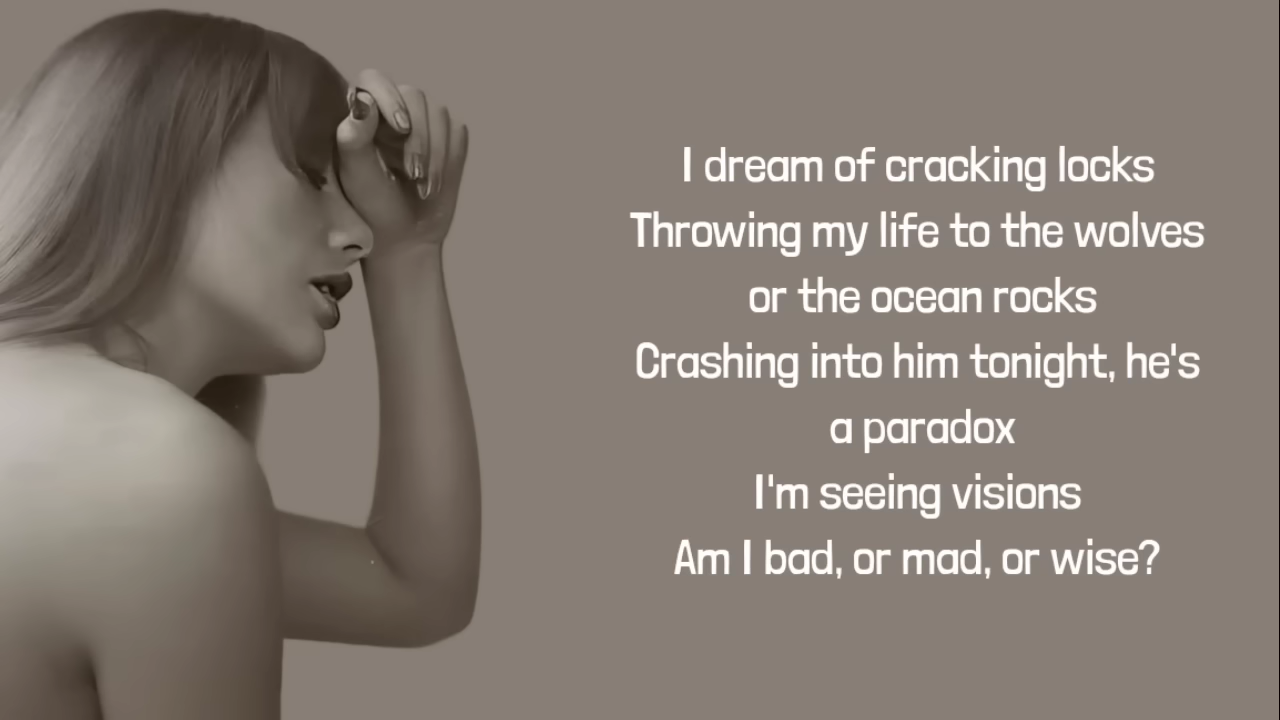 I dream of cracking locks
Throwing my life to the wolves
or the ocean rocks
Crashing into him tonight, he's
a paradox
I'm seeing visions
Am I bad, or mad, or wise?